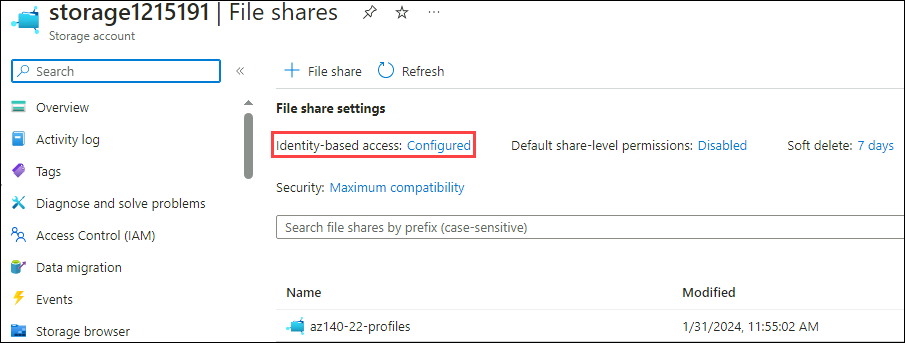 storage1215191 | File shares ...
Storage account
Search «
+ File share Refresh
File share settings
Overview
Identity-based access: Configured Default share-level permissions: Disabled Soft delete: 7 days
Activity log
Tags
Security: Maximum compatibility
Diagnose and solve problems
Search file shares by prefix (case-sensitive)
Access Control (IAM)
Data migration
Name Modified
Events
Storage browser
az140-22-profiles 1/31/2024, 11:55:02 AM